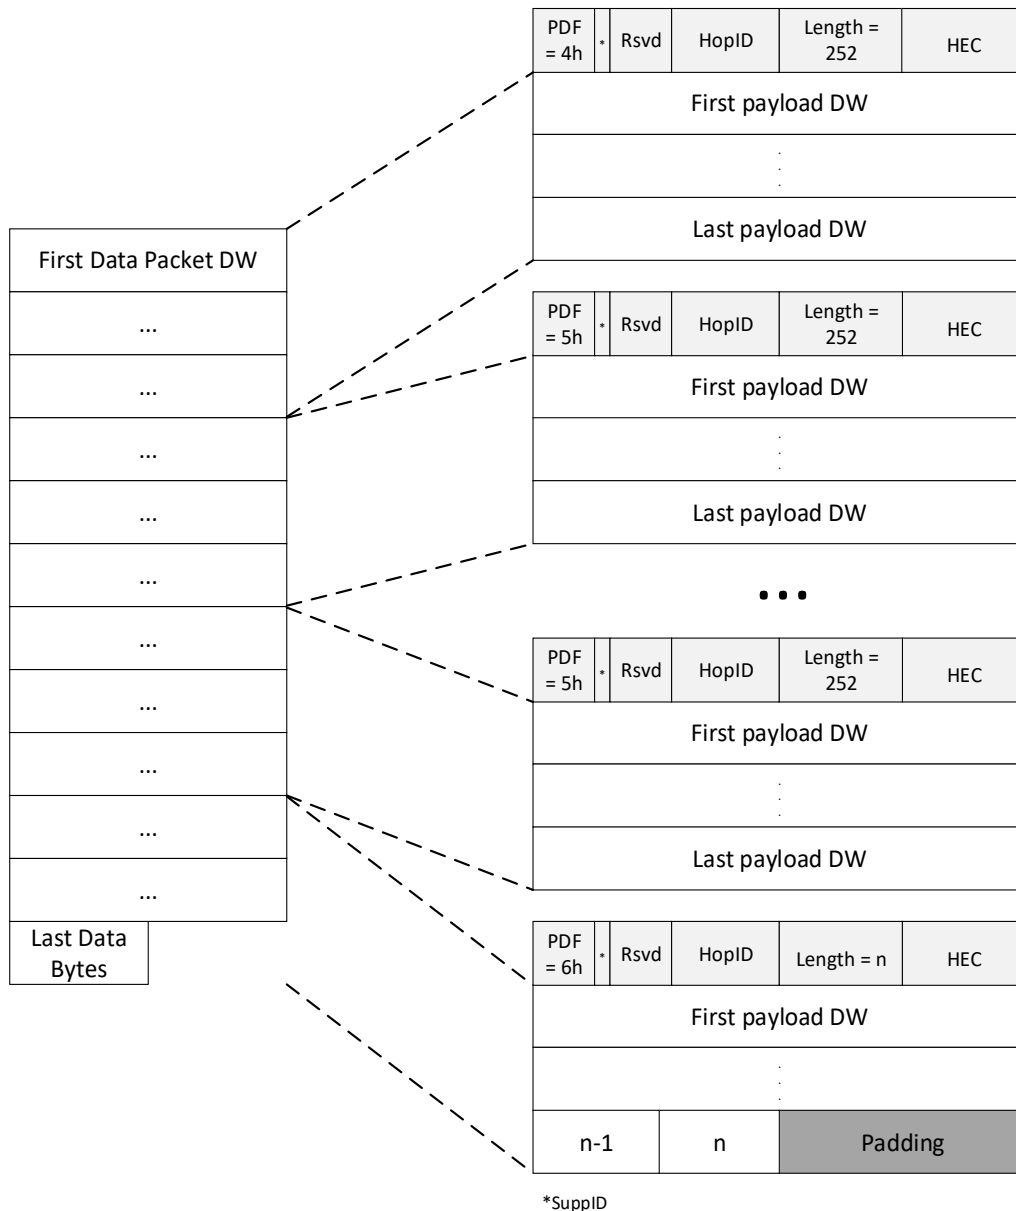 PDF = 4h
*
Rsvd
HopID
Length = 252
HEC
First payload DW
.
.
.
Last payload DW
First Data Packet DW
...
...
...
...
...
...
...
...
...
...
Last Data
Bytes
PDF = 5h
*
Rsvd
HopID
Length = 252
HEC
First payload DW
.
.
.
Last payload DW
...
PDF = 5h
*
Rsvd
HopID
Length = 252
HEC
First payload DW
.
.
.
Last payload DW
PDF = 6h
*
Rsvd
HopID
Length = n
HEC
First payload DW
.
.
.
n-1
n
Padding
*SuppID